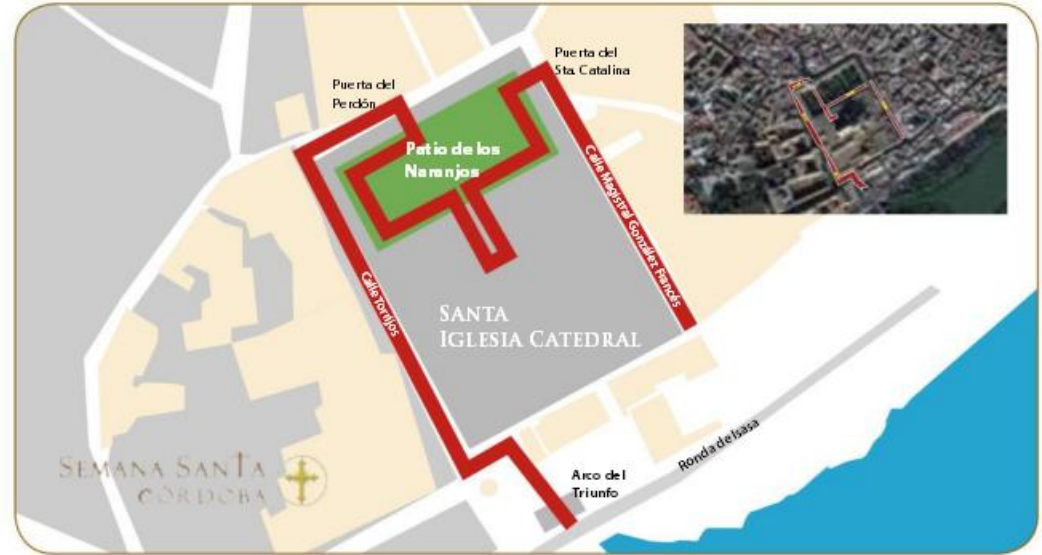 Puerta del
Perdón
Puerta del
Sta. Catalina
Patio de los
Naranjos
Calle Magistral González Francés
Calle Torrijos
SANTA
IGLESIA CATEDRAL
Ronda de Isasa
Arco del
Triunfo
SEMANA SANTA
CÓRDOBA